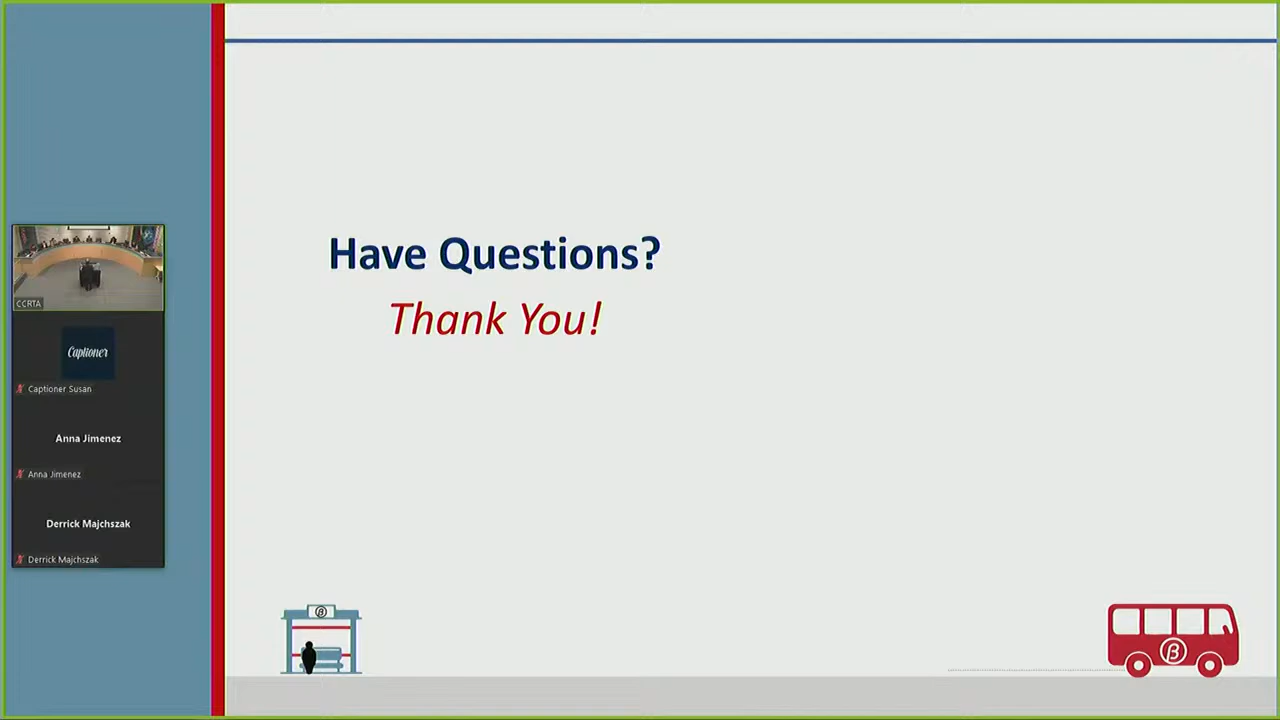 Have Questions?
Thank You!
CCRTA
Captioner
Captioner Susan
Anna Jimenez
Anna Jimenez
Derrick Majchszak
Derrick Majchszak
β
β